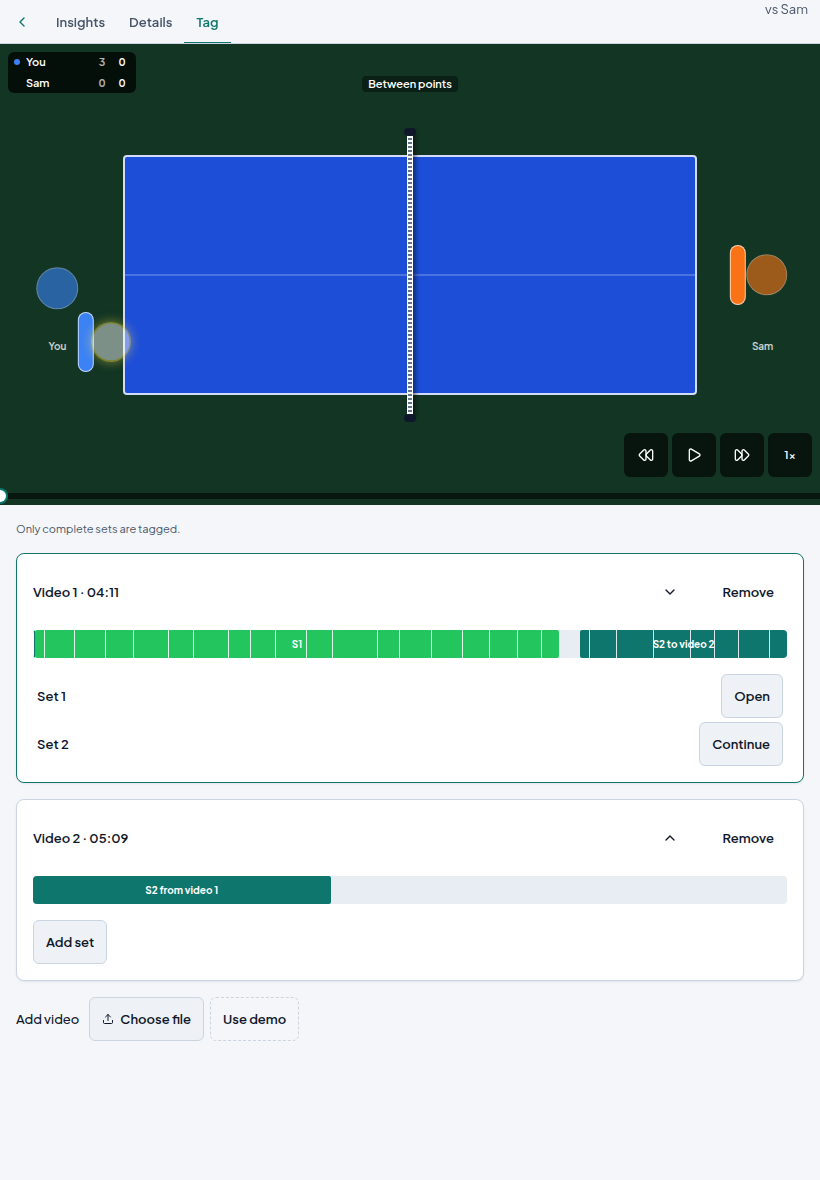 Insights Details Tag vs Sam
You 3 0
Sam 0 0
Between points
You
Sam
1×
Only complete sets are tagged.
Video 1 · 04:11 Remove
S1 S2 to video 2
Set 1 Open
Set 2 Continue
Video 2 · 05:09 Remove
S2 from video 1
Add set
Add video Choose file Use demo